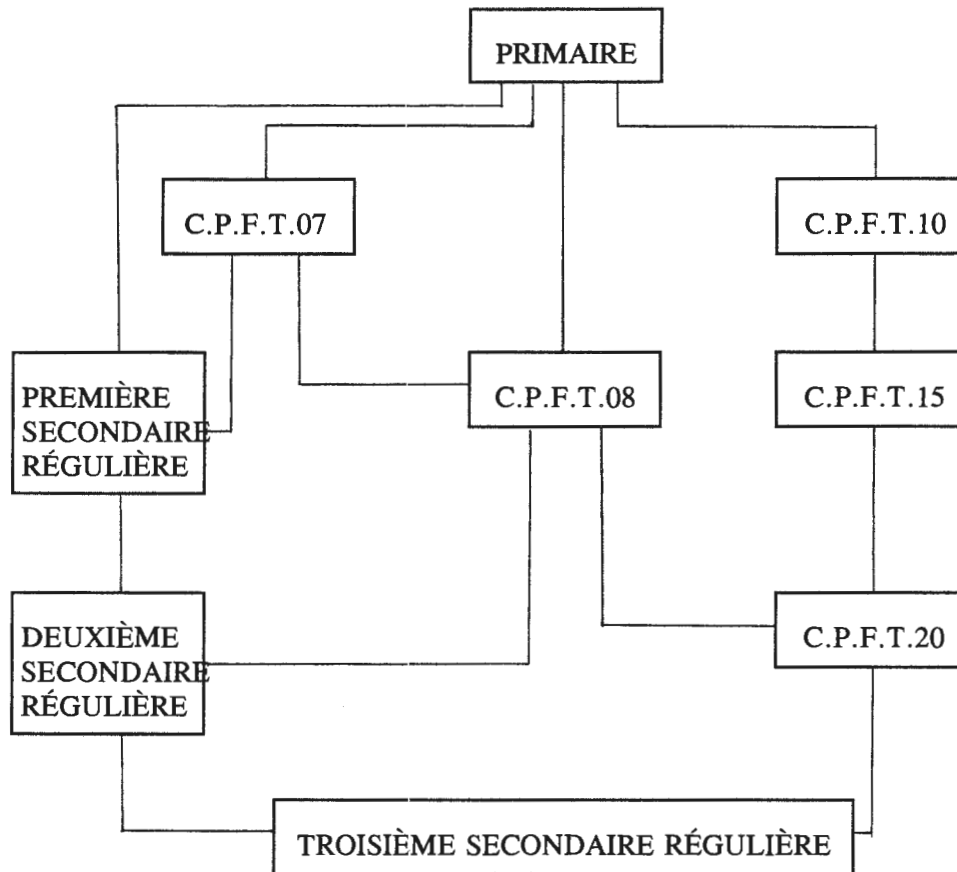 PRIMAIRE
C.P.F.T.07
C.P.F.T.10
PREMIÈRE
SECONDAIRE
RÉGULIÈRE
C.P.F.T.08
C.P.F.T.15
DEUXIÈME
SECONDAIRE
RÉGULIÈRE
C.P.F.T.20
TROISIÈME SECONDAIRE RÉGULIÈRE